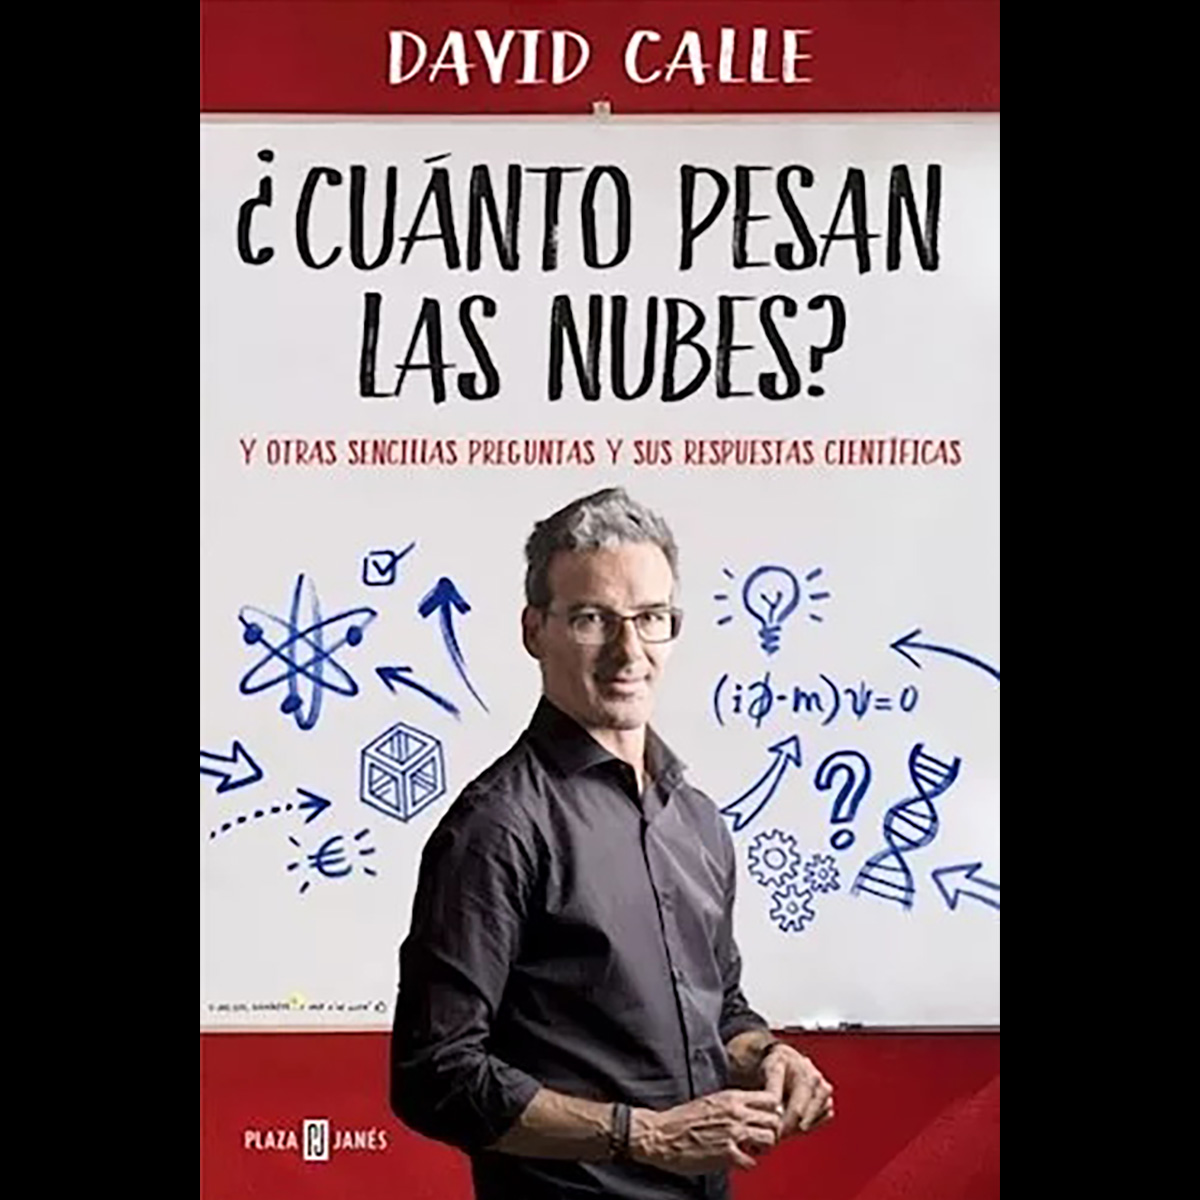 DAVID CALLE
¿CUÁNTO PESAN
LAS NUBES?
Y OTRAS SENCILLAS PREGUNTAS Y SUS RESPUESTAS CIENTÍFICAS
(i∂̸-m)ψ=0
€
?
PLAZA JANÉS